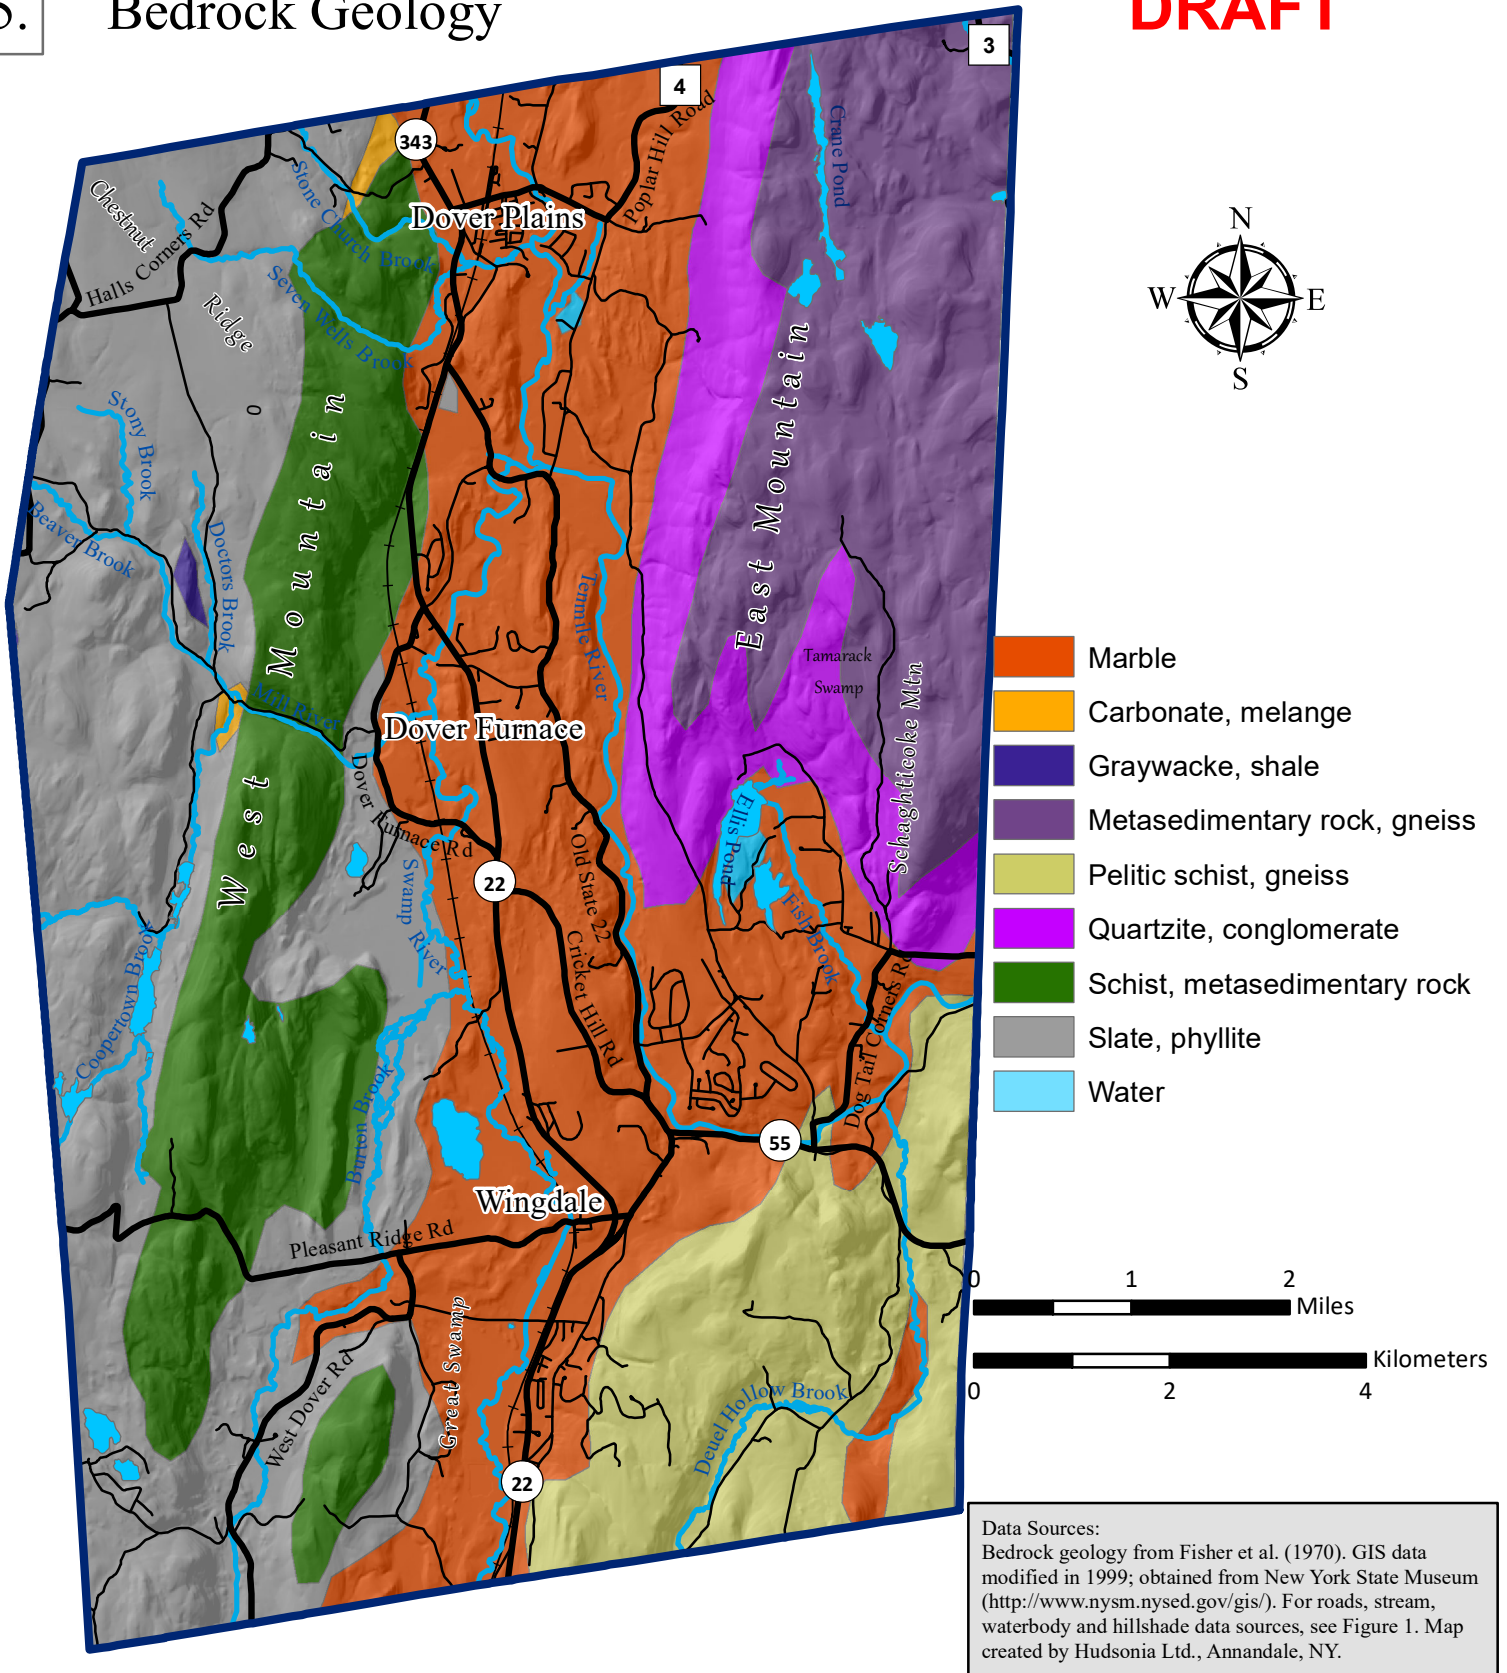 5.
Bedrock Geology
DRAFT
3
4
343
Poplar Hill Road
Crane Pond
Chestnut
Ridge
Halls Corners Rd
Stone Church Brook
Dover Plains
Seven Wells Brook
N
W
E
S
0
Stony Brook
Beaver Brook
Doctors Brook
West Mountain
East Mountain
Tenmile River
Tamarack
Swamp
Schaghticoke Mtn
Mill River
Dover Furnace
Dover Furnace Rd
Ellis Pond
Old State 22
22
Swamp River
Cricket Hill Rd
Fish Brook
Coopertown Brook
Burton Brook
Dog Tail Corners Rd
55
Wingdale
Pleasant Ridge Rd
Great Swamp
West Dover Rd
Deuel Hollow Brook
22
Marble
Carbonate, melange
Graywacke, shale
Metasedimentary rock, gneiss
Pelitic schist, gneiss
Quartzite, conglomerate
Schist, metasedimentary rock
Slate, phyllite
Water
0 1 2
Miles
Kilometers
0 2 4
Data Sources:
Bedrock geology from Fisher et al. (1970). GIS data
modified in 1999; obtained from New York State Museum
(http://www.nysm.nysed.gov/gis/). For roads, stream,
waterbody and hillshade data sources, see Figure 1. Map
created by Hudsonia Ltd., Annandale, NY.